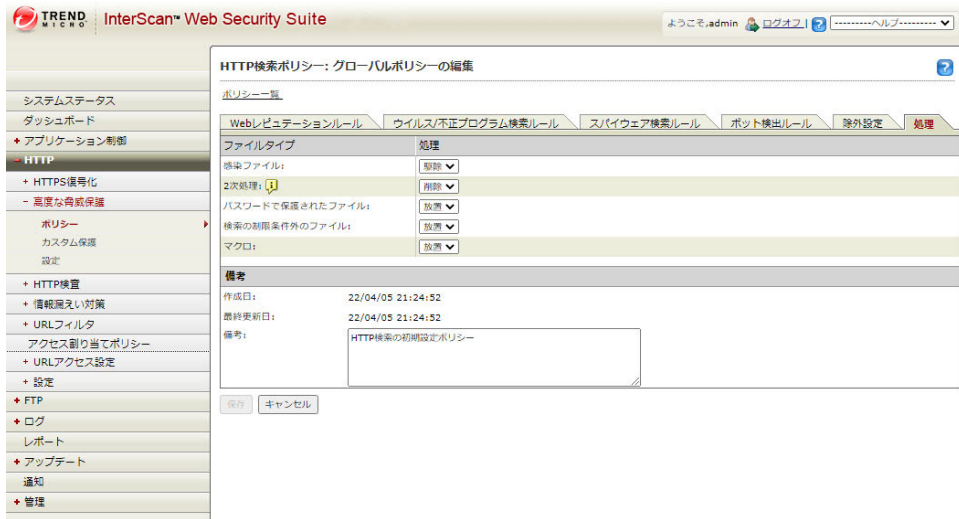 TREND MICRO InterScan™ Web Security Suite
ようこそ,admin ログオフ | ? ---------ヘルプ---------
HTTP検索ポリシー: グローバルポリシーの編集 ?
ポリシー一覧
Webレピュテーションルール ウイルス/不正プログラム検索ルール スパイウェア検索ルール ボット検出ルール 除外設定 処理
ファイルタイプ 処理
感染ファイル: 駆除
2次処理: 削除
パスワードで保護されたファイル: 放置
検索の制限条件外のファイル: 放置
マクロ: 放置
備考
作成日: 22/04/05 21:24:52
最終更新日: 22/04/05 21:24:52
備考: HTTP検索の初期設定ポリシー
保存 キャンセル
システムステータス
ダッシュボード
+ アプリケーション制御
- HTTP
+ HTTPS復号化
- 高度な脅威保護
ポリシー
カスタム保護
設定
+ HTTP検査
+ 情報漏えい対策
+ URLフィルタ
アクセス割り当てポリシー
+ URLアクセス設定
+ 設定
+ FTP
+ ログ
レポート
+ アップデート
通知
+ 管理